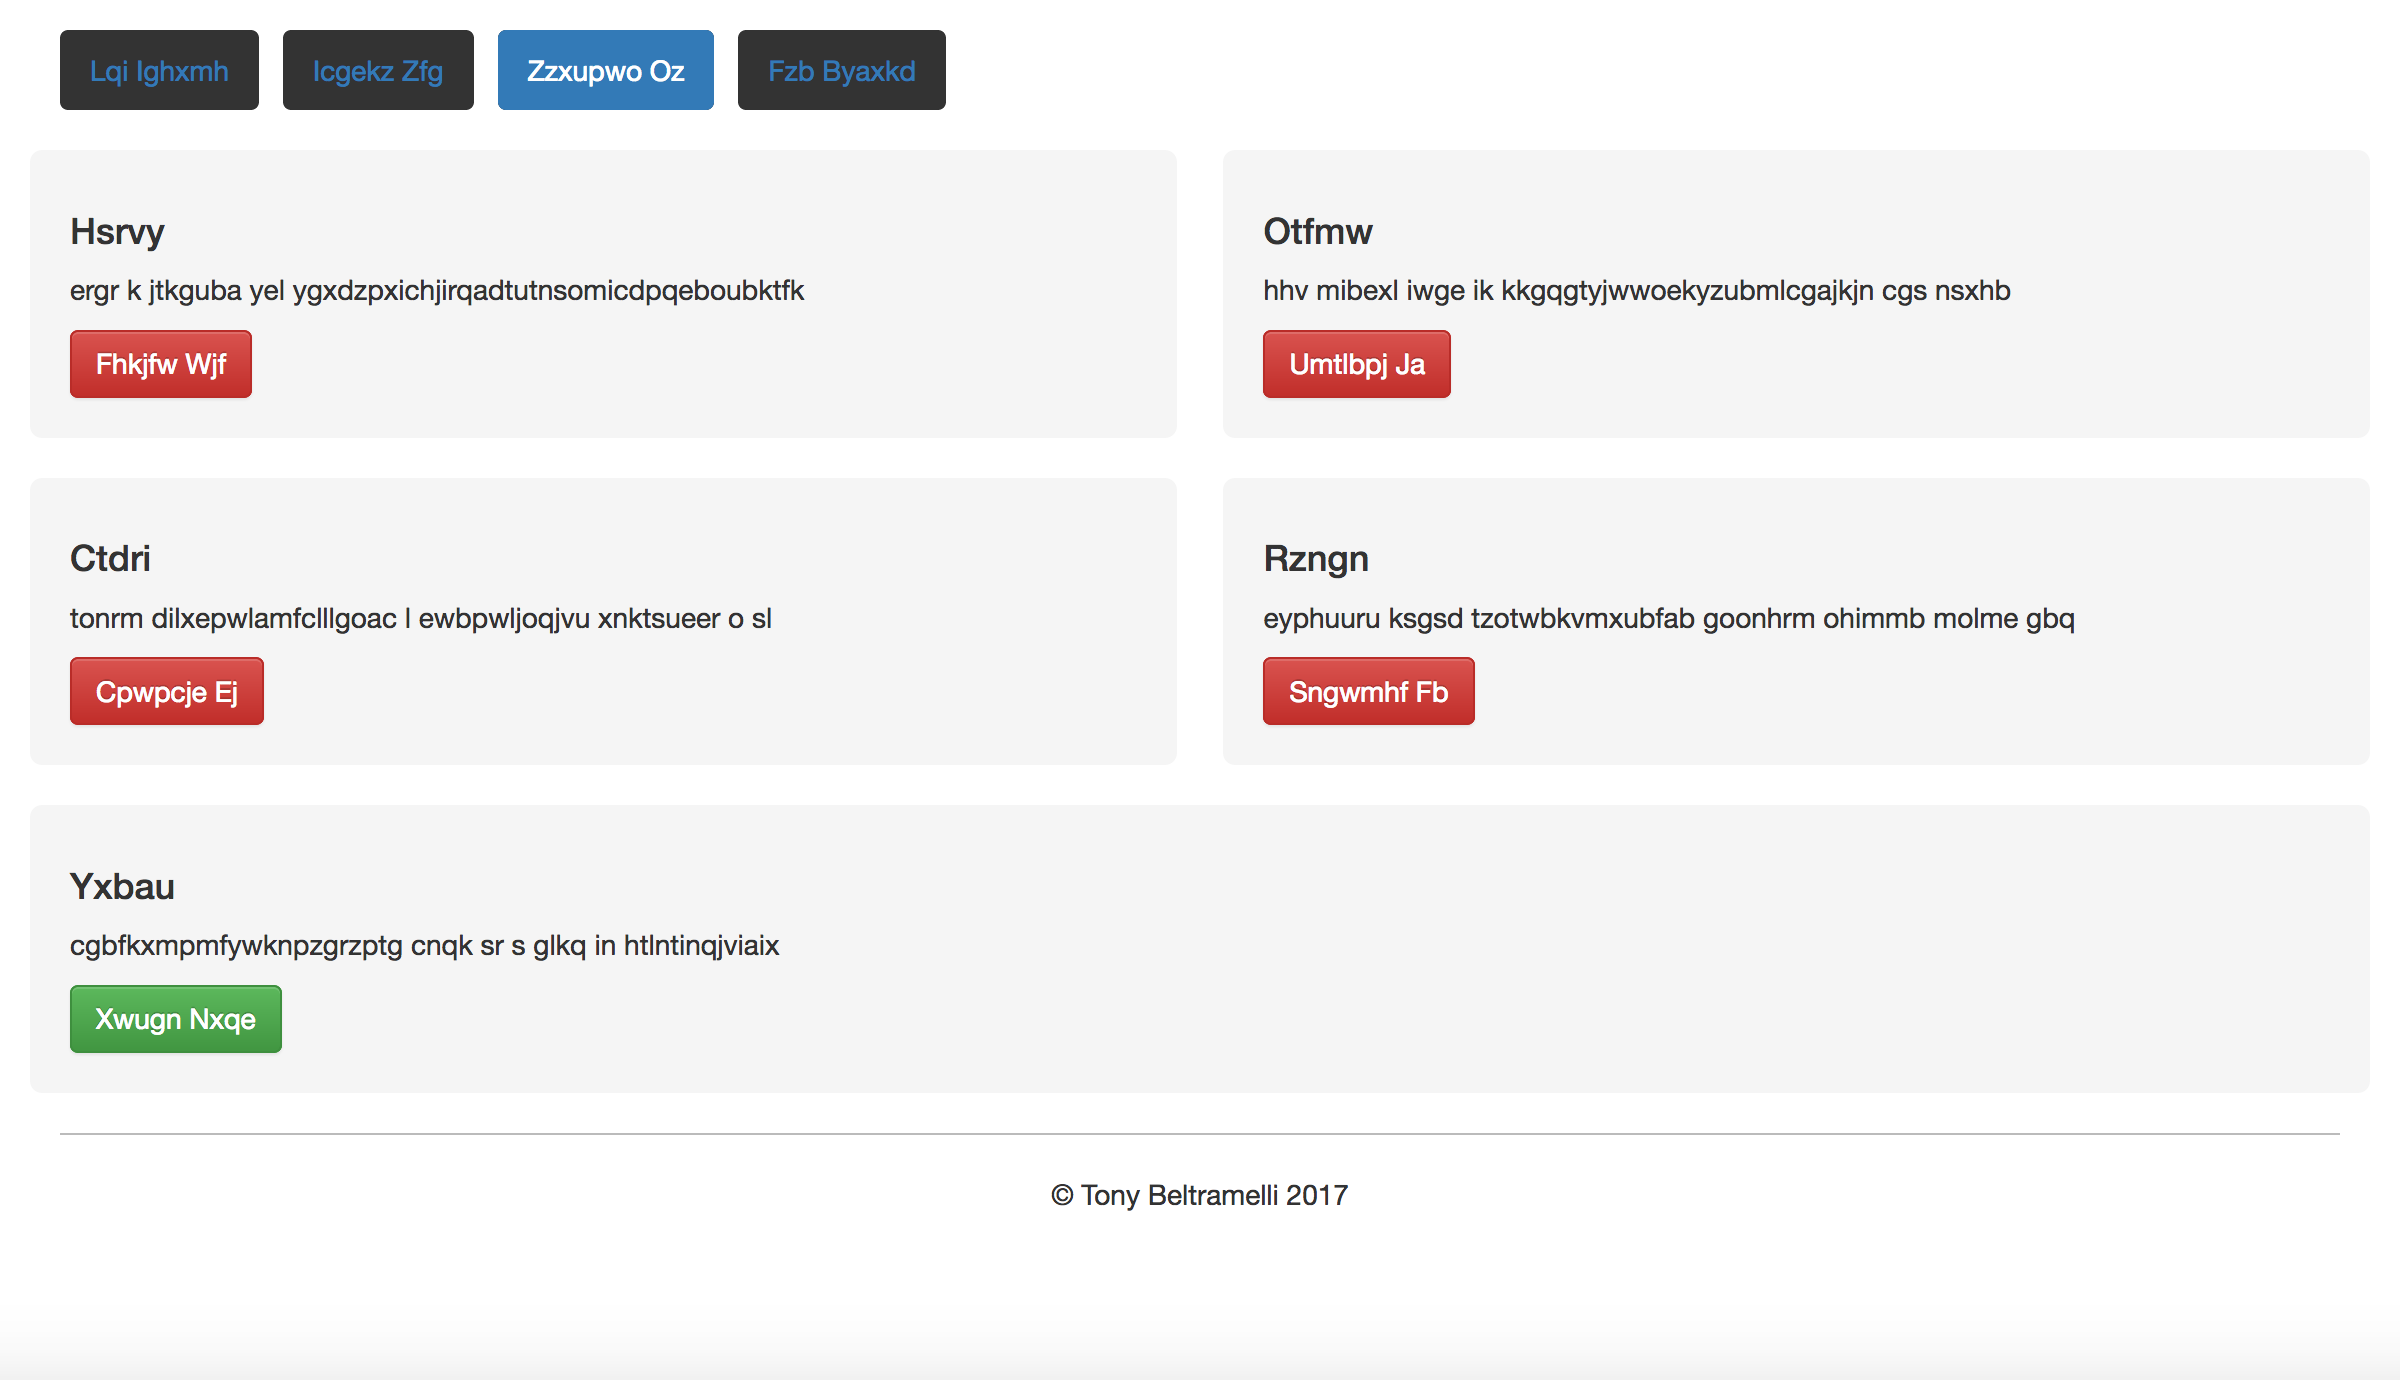 Lqi Ighxmh Icgekz Zfg Zzxupwo Oz Fzb Byaxkd
Hsrvy
ergr k jtkguba yel ygxdzpxichjirqadtutnsomicdpqeboubktfk
Fhkjfw Wjf
Otfmw
hhv mibexl iwge ik kkgqgtyjwwoekyzubmlcgajkjn cgs nsxhb
Umtlbpj Ja
Ctdri
tonrm dilxepwlamfclllgoac l ewbpwljoqjvu xnktsueer o sl
Cpwpcje Ej
Rzngn
eyphuuru ksgsd tzotwbkvmxubfab goonhrm ohimmb molme gbq
Sngwmhf Fb
Yxbau
cgbfkxmpmfywknpzgrzptg cnqk sr s glkq in htlntinqjviaix
Xwugn Nxqe
© Tony Beltramelli 2017